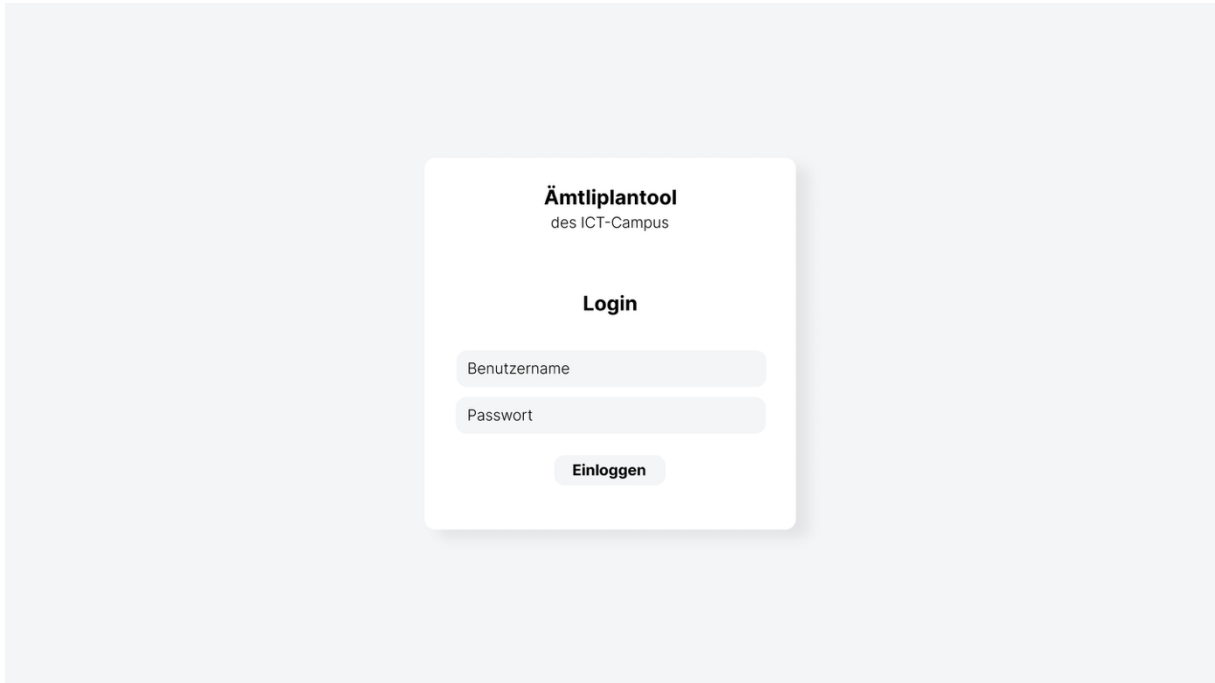 Ämtliplantool
des ICT-Campus
Login
Benutzername
Passwort
Einloggen